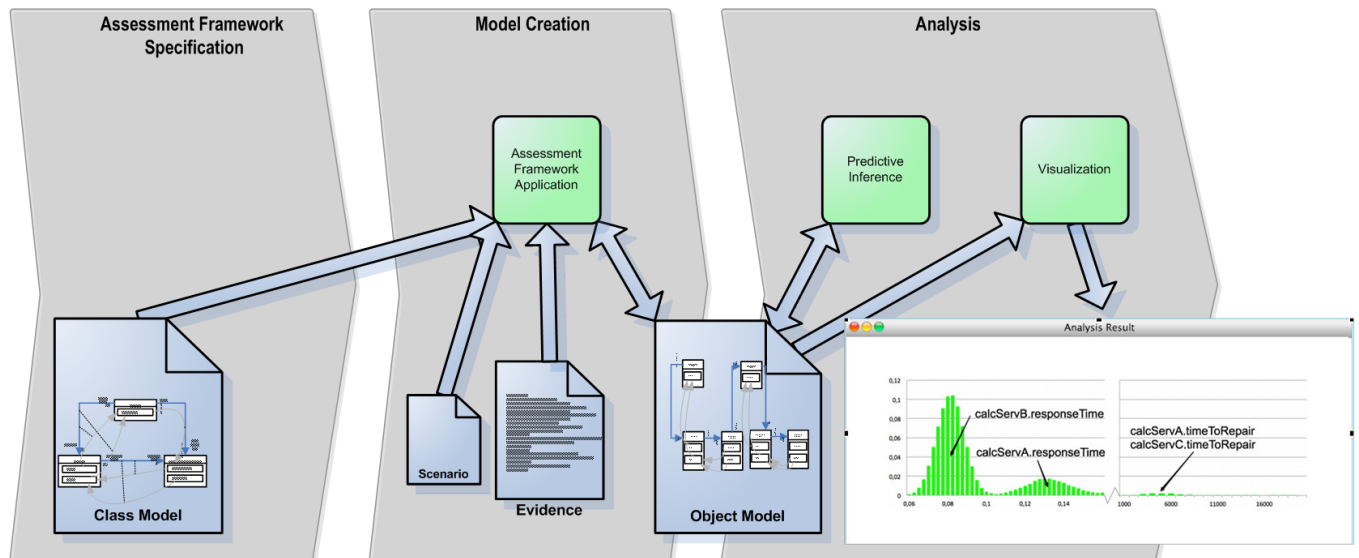 Assessment Framework
Specification
Model Creation
Analysis
Assessment
Framework
Application
Predictive
Inference
Visualization
Class Model
Scenario
Evidence
Object Model
Analysis Result
0,12
0,1
0,08
0,06
0,04
0,02
0
calcServB.responseTime
calcServA.responseTime
calcServA.timeToRepair
calcServC.timeToRepair
0,06 0,08 0,1 0,12 0,14 1000 6000 11000 16000